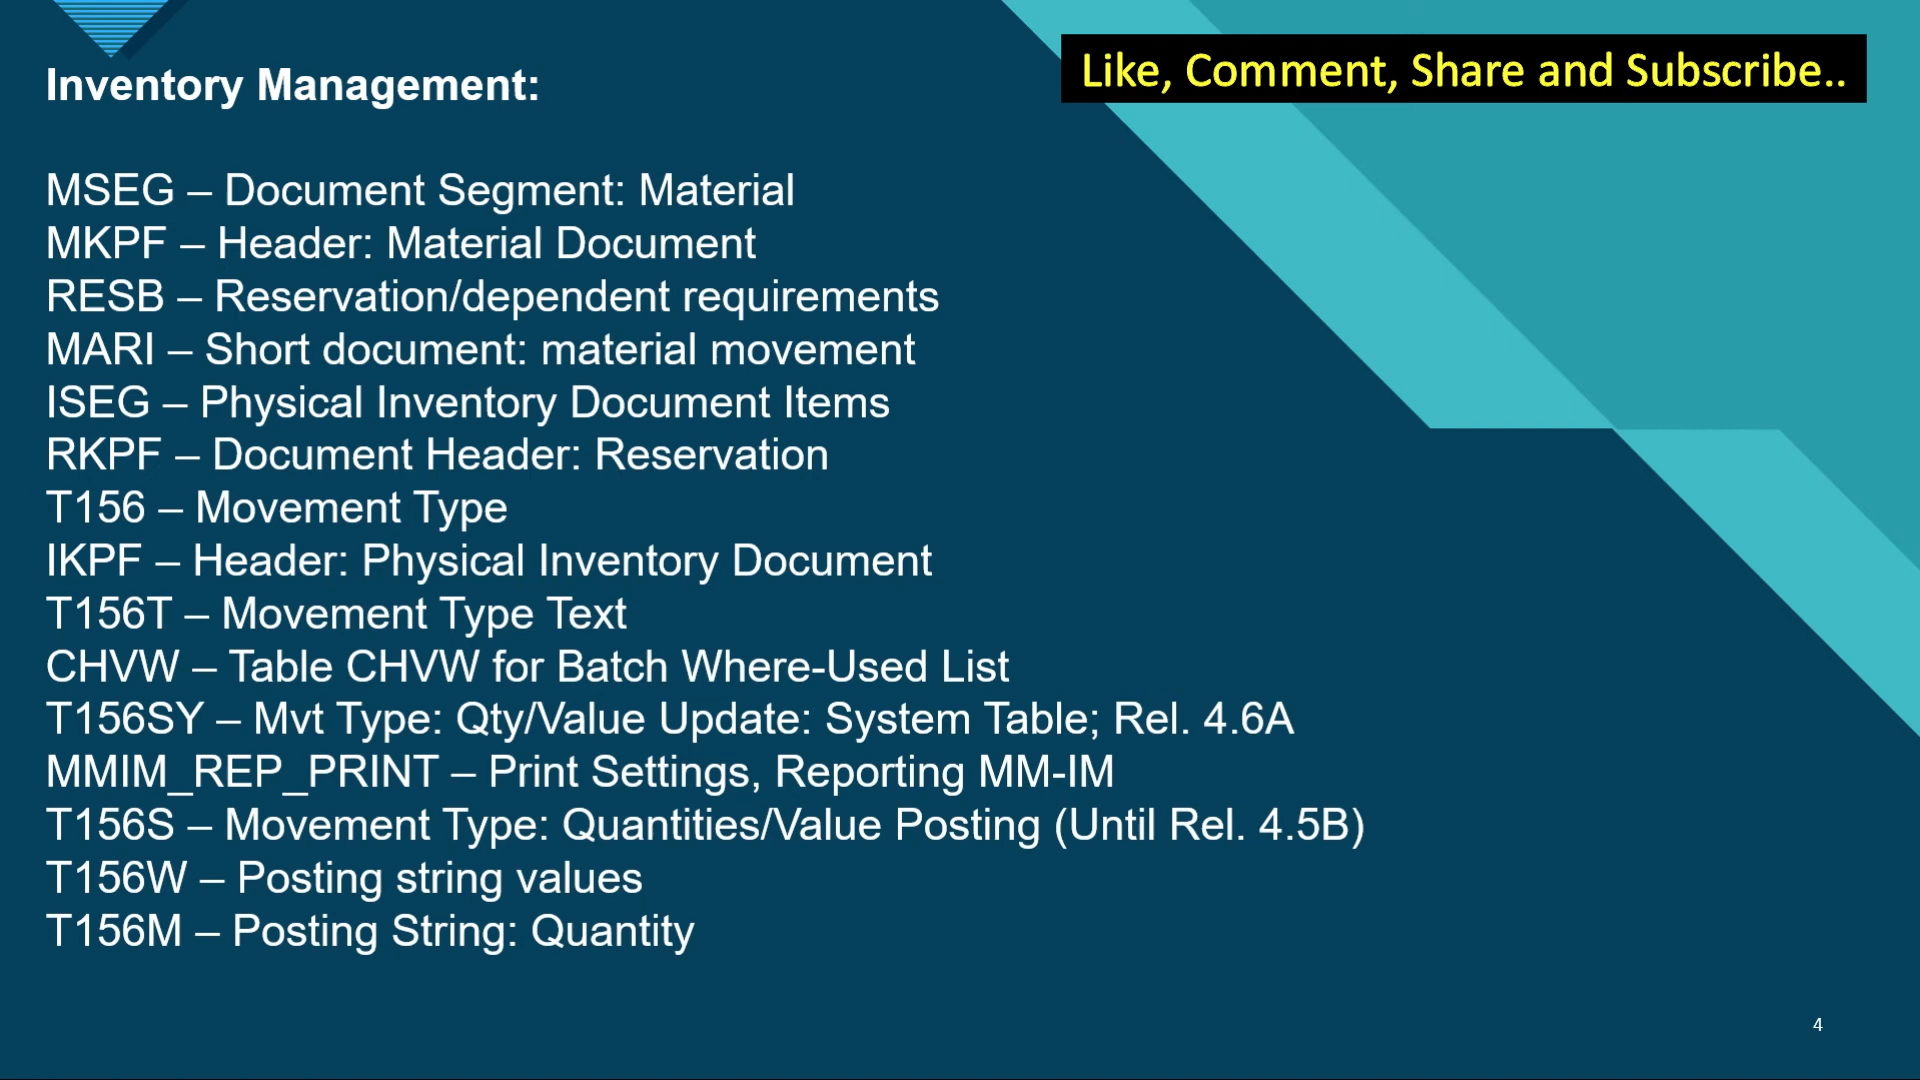 Like, Comment, Share and Subscribe..
Inventory Management:
MSEG – Document Segment: Material
MKPF – Header: Material Document
RESB – Reservation/dependent requirements
MARI – Short document: material movement
ISEG – Physical Inventory Document Items
RKPF – Document Header: Reservation
T156 – Movement Type
IKPF – Header: Physical Inventory Document
T156T – Movement Type Text
CHVW – Table CHVW for Batch Where-Used List
T156SY – Mvt Type: Qty/Value Update: System Table; Rel. 4.6A
MMIM_REP_PRINT – Print Settings, Reporting MM-IM
T156S – Movement Type: Quantities/Value Posting (Until Rel. 4.5B)
T156W – Posting string values
T156M – Posting String: Quantity
4